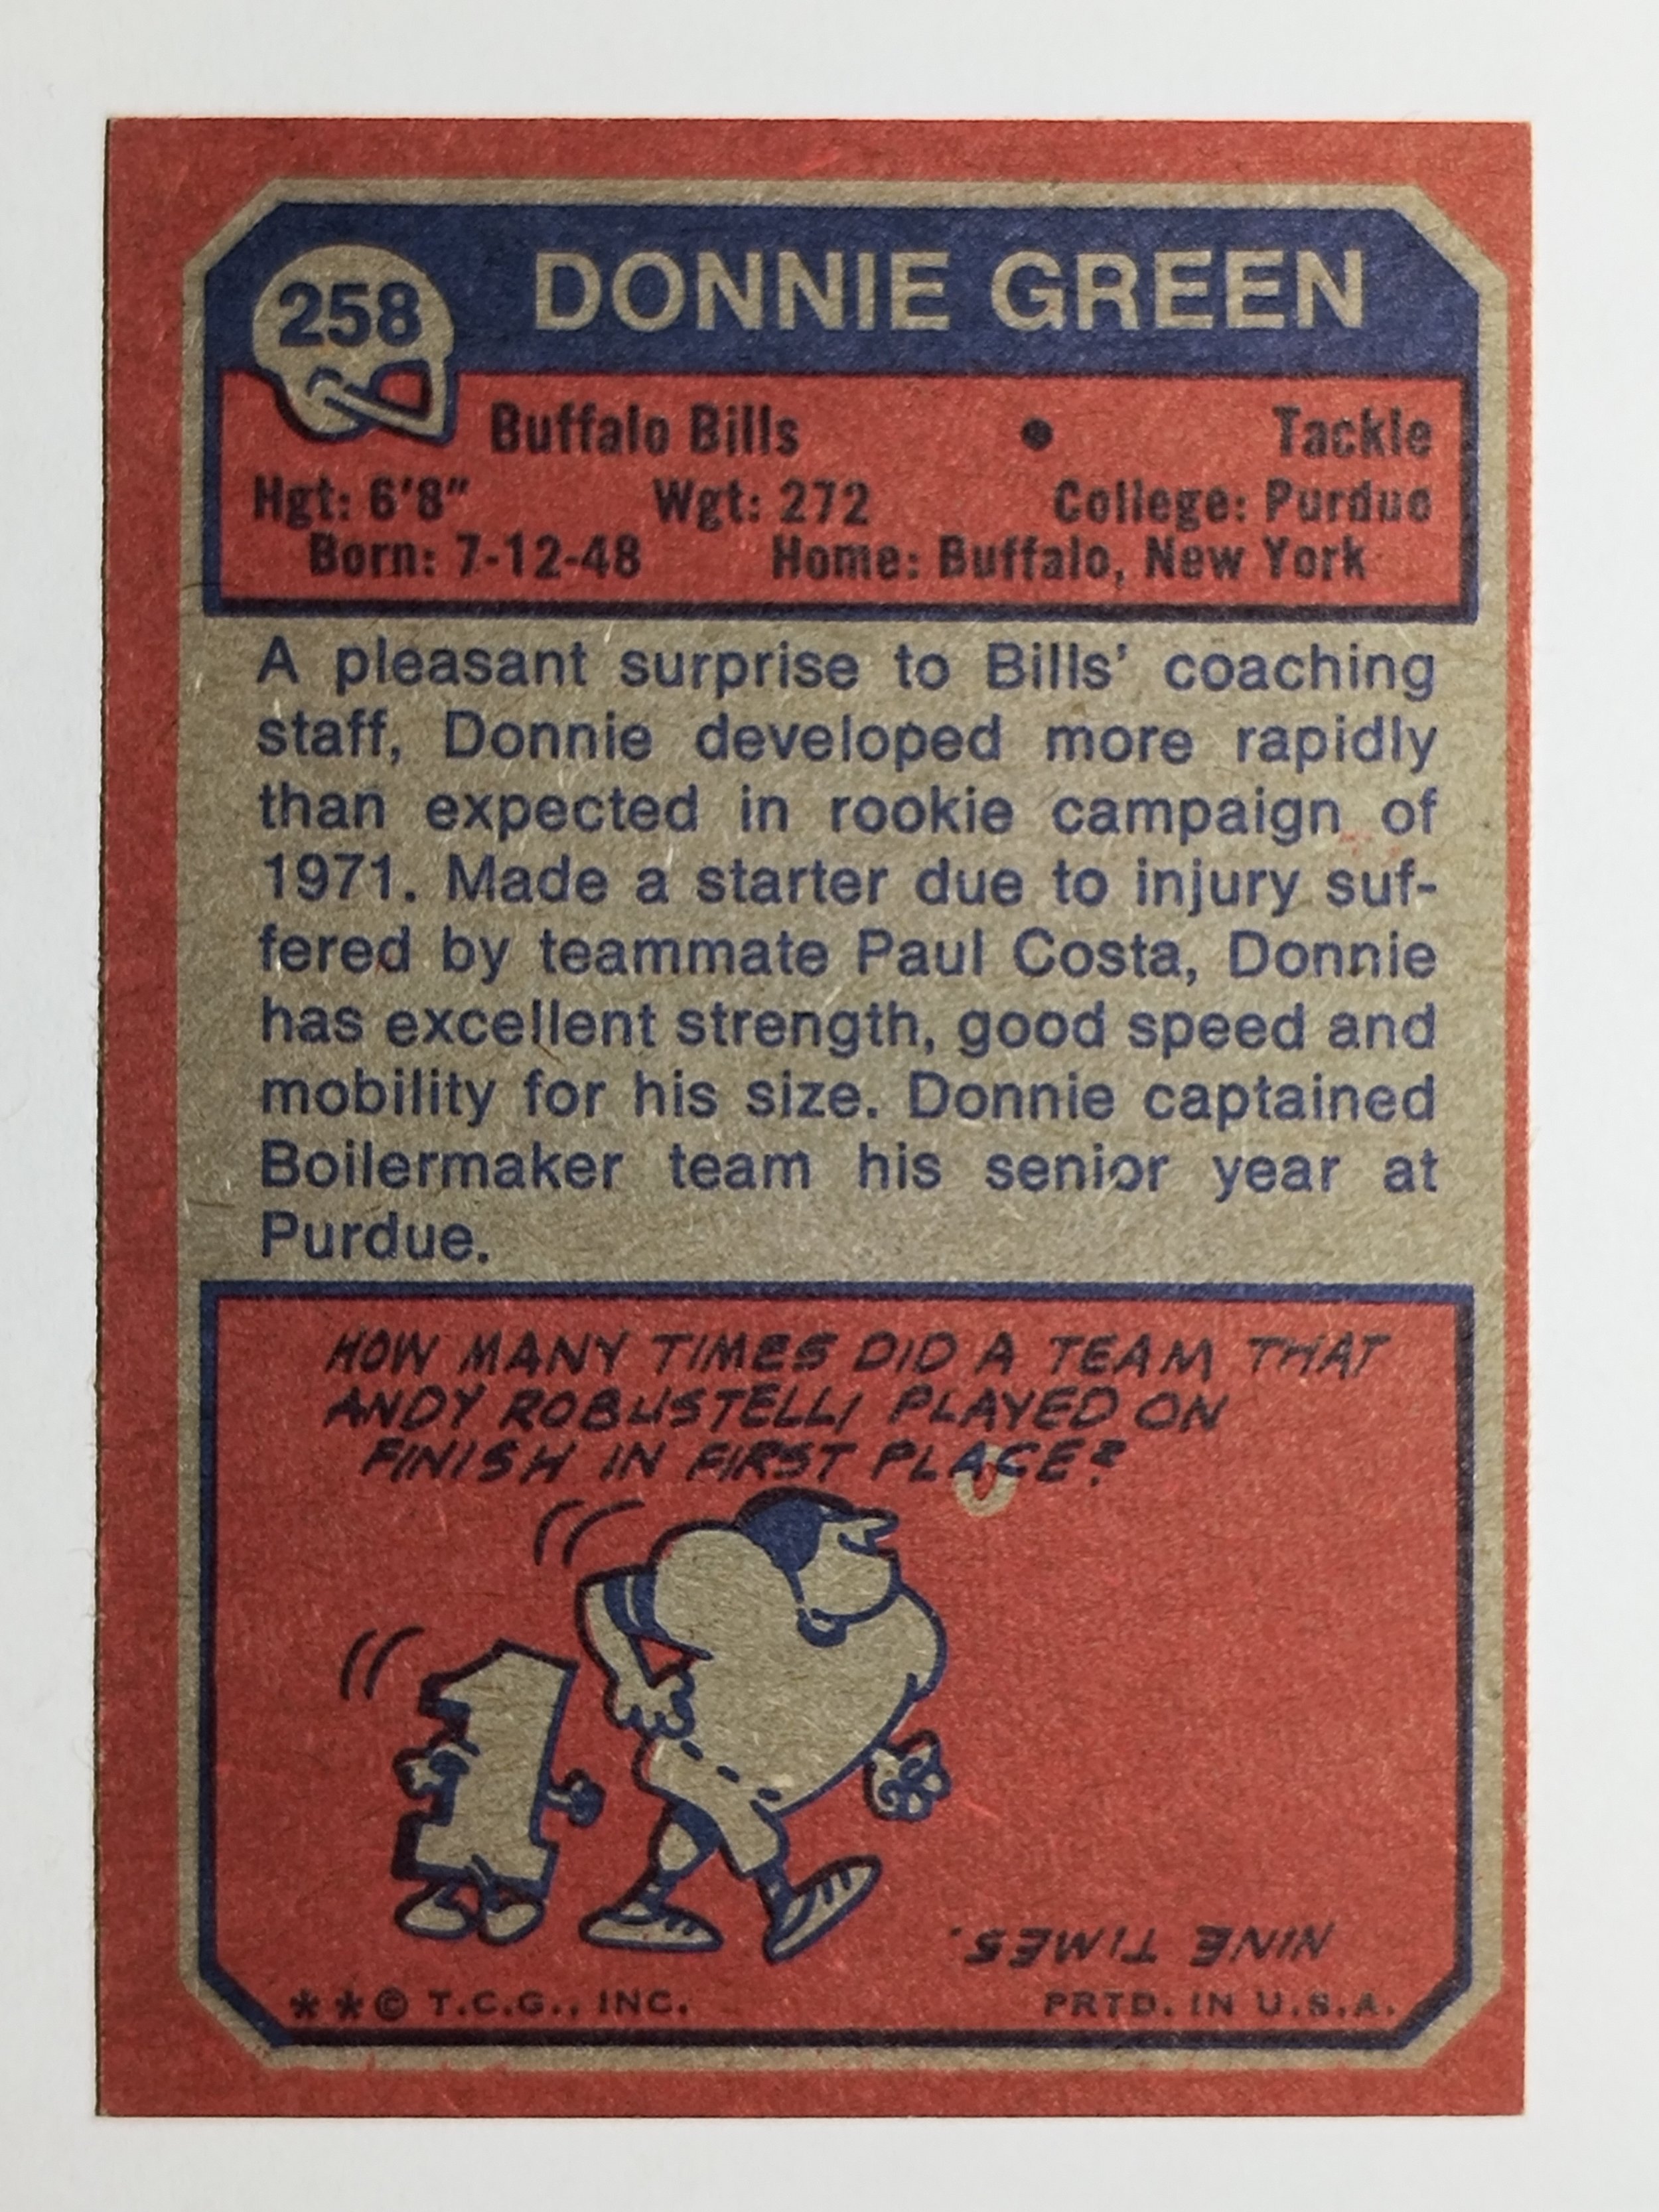 258 DONNIE GREEN
Buffalo Bills • Tackle
Hgt: 6'8" Wgt: 272 College: Purdue
Born: 7-12-48 Home: Buffalo, New York
A pleasant surprise to Bills' coaching
staff, Donnie developed more rapidly
than expected in rookie campaign of
1971. Made a starter due to injury suf-
fered by teammate Paul Costa, Donnie
has excellent strength, good speed and
mobility for his size. Donnie captained
Boilermaker team his senior year at
Purdue.
HOW MANY TIMES DID A TEAM THAT
ANDY ROBUSTELLI PLAYED ON
FINISH IN FIRST PLACE?
1
NINE TIMES.
**© T.C.G., INC. PRTD. IN U.S.A.